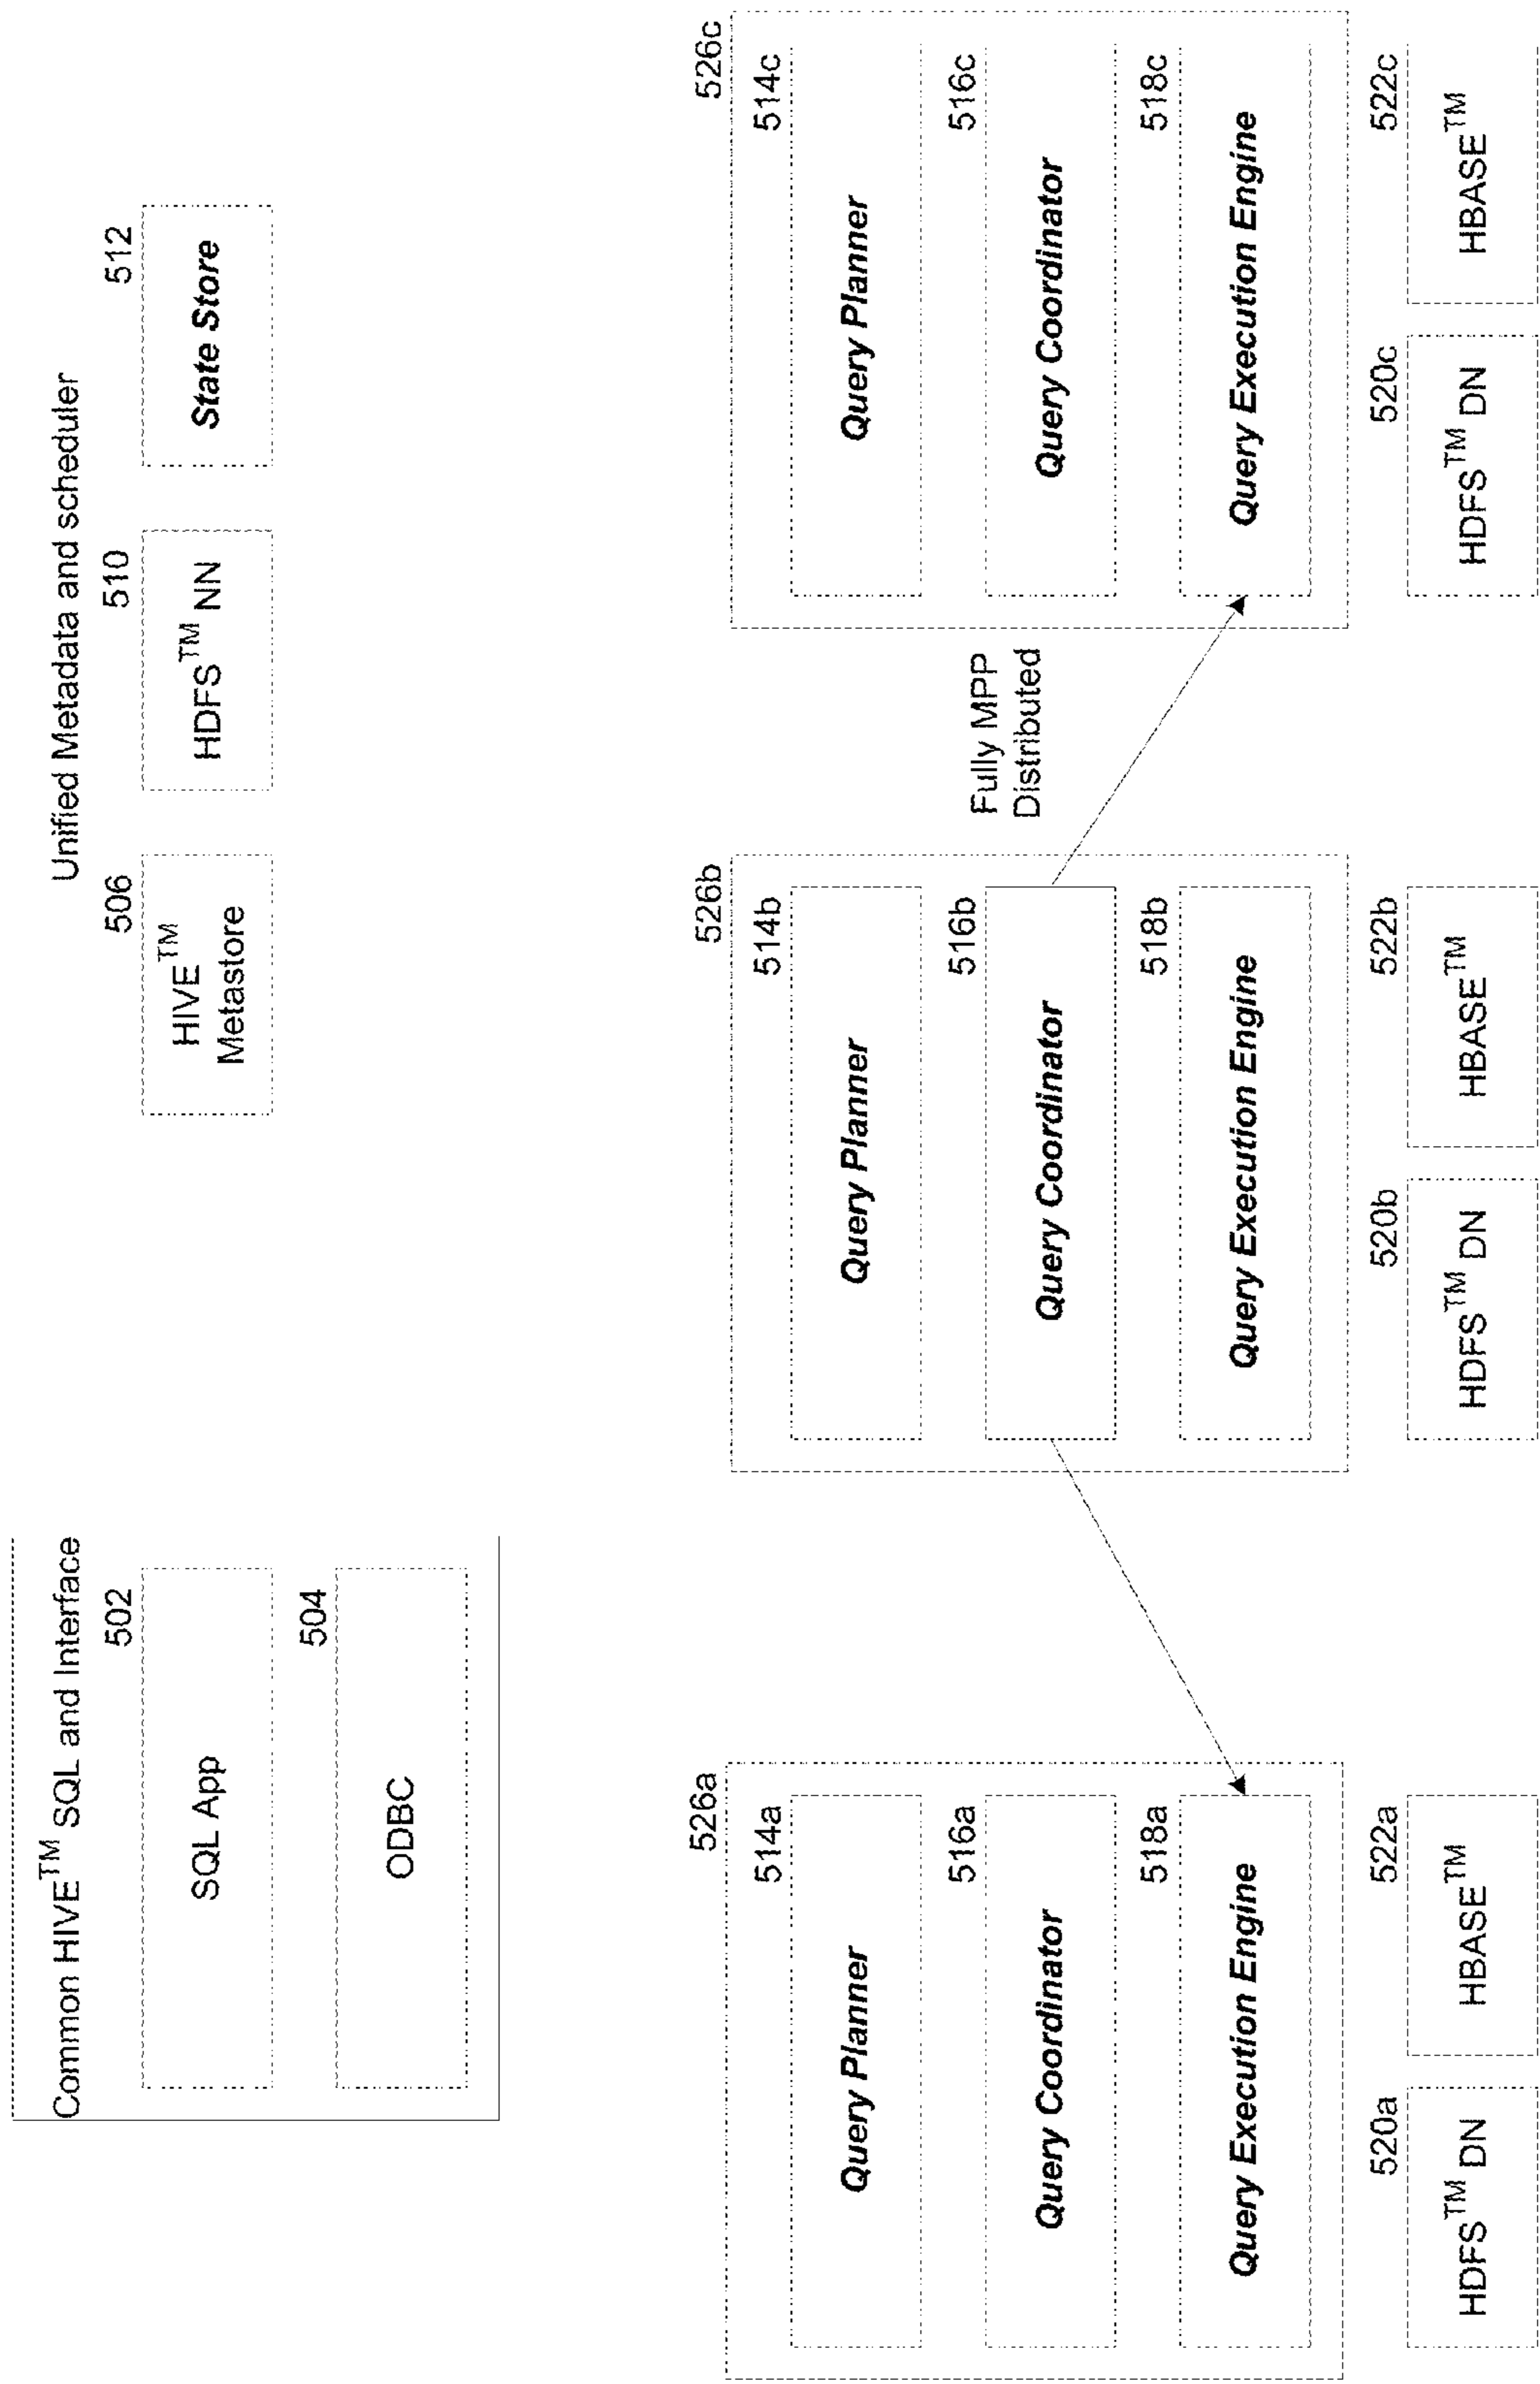 Common HIVE™ SQL and Interface
502
SQL App
504
ODBC
Unified Metadata and scheduler
506
HIVE™
Metastore
510
HDFS™ NN
512
State Store
526a
514a
Query Planner
516a
Query Coordinator
518a
Query Execution Engine
520a
HDFS™ DN
522a
HBASE™
526b
514b
Query Planner
516b
Query Coordinator
518b
Query Execution Engine
520b
HDFS™ DN
522b
HBASE™
Fully MPP
Distributed
526c
514c
Query Planner
516c
Query Coordinator
518c
Query Execution Engine
520c
HDFS™ DN
522c
HBASE™